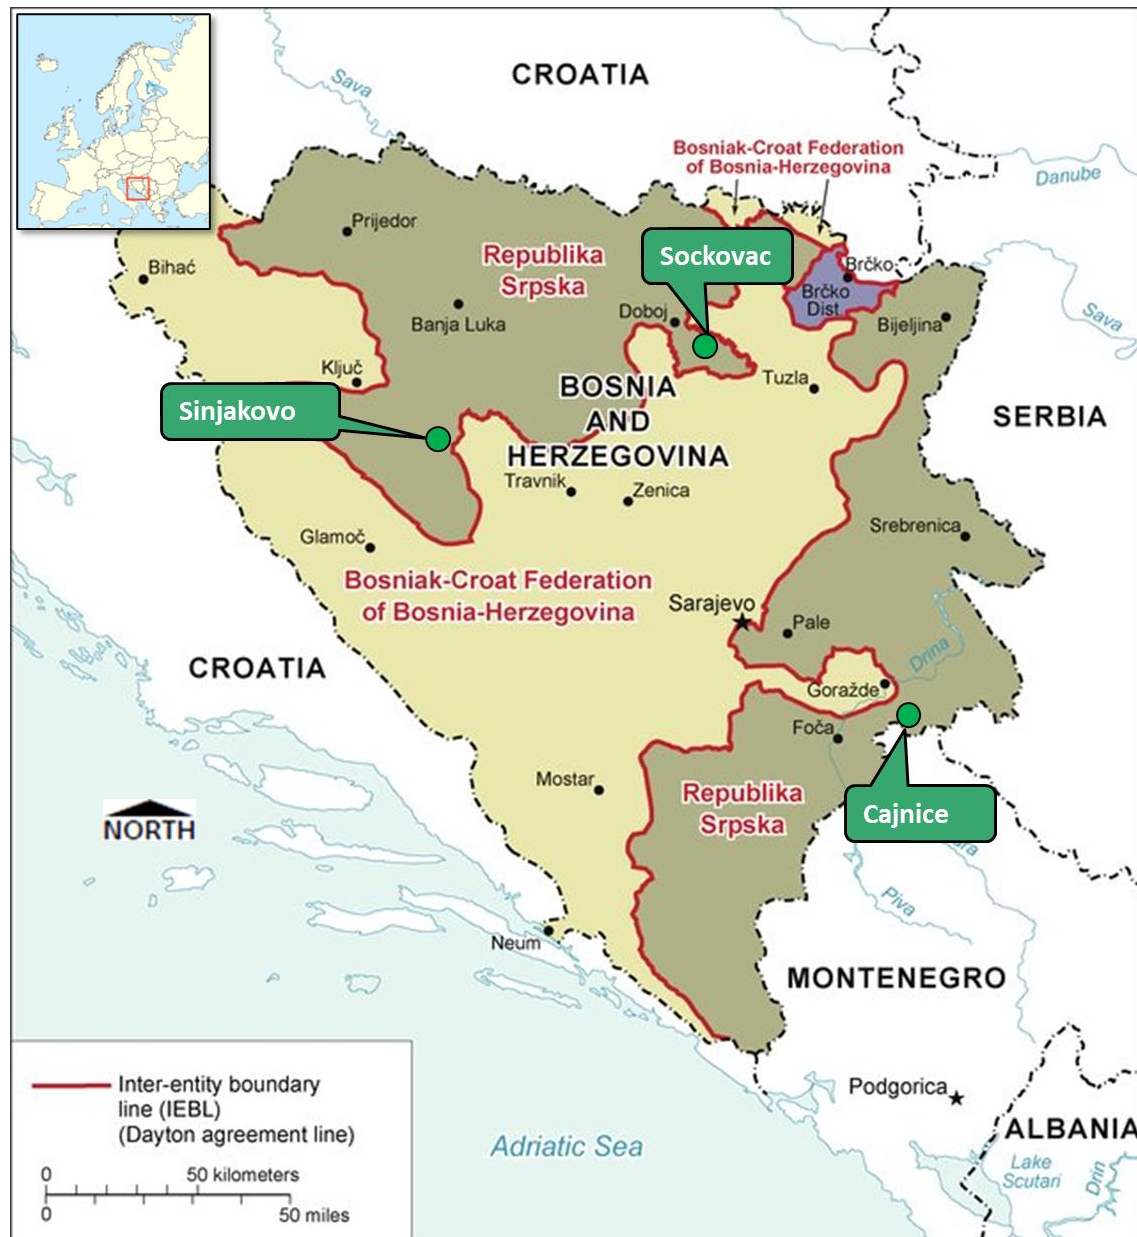 CROATIA
Sava
Bosniak-Croat Federation
of Bosnia-Herzegovina
Danube
Prijedor
Republika
Srpska
Sockovac
Bihać
Brčko
Brčko
Dist
Banja Luka
Doboj
Bijeljina
Sava
Ključ
Tuzla
BOSNIA
AND
HERZEGOVINA
Sinjakovo
SERBIA
Travnik
Zenica
Glamoč
Srebrenica
Bosniak-Croat Federation
of Bosnia-Herzegovina
Sarajevo
Pale
Drina
CROATIA
Goražde
Foča
Mostar
Republika
Srpska
Cajnice
NORTH
Piva
Neum
MONTENEGRO
Inter-entity boundary
line (IEBL)
(Dayton agreement line)
Podgorica
ALBANIA
Adriatic Sea
Lake
Scutari
Drin
0 50 kilometers
0 50 miles